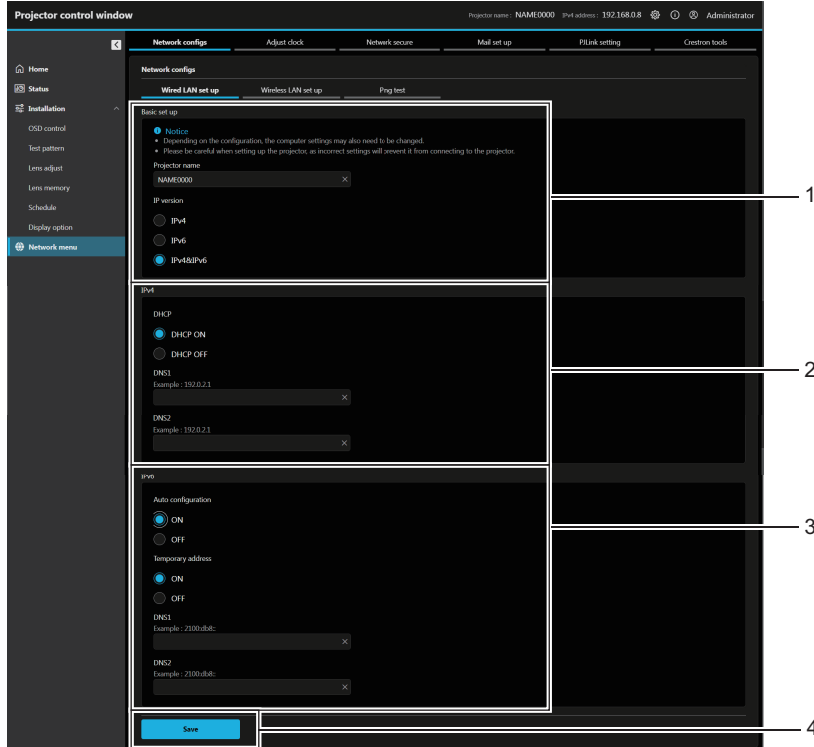 Projector control window
Projector name : NAME0000 IPv4 address : 192.168.0.8 Administrator
Network configs Adjust clock Network secure Mail set up PJLink setting Crestron tools
Home
Status
Installation
OSD control
Test pattern
Lens adjust
Lens memory
Schedule
Display option
Network menu
Network configs
Wired LAN set up Wireless LAN set up Png test
Basic set up
Notice
• Depending on the configuration, the computer settings may also need to be changed.
• Please be careful when setting up the projector, as incorrect settings will prevent it from connecting to the projector.
Projector name
NAME0000
IP version
IPv4
IPv6
IPv4&IPv6
1
IPv4
DHCP
DHCP ON
DHCP OFF
DNS1
Example : 192.0.2.1
DNS2
Example : 192.0.2.1
2
IPv6
Auto configuration
ON
OFF
Temporary address
ON
OFF
DNS1
Example : 2100:db8::
DNS2
Example : 2100:db8::
3
Save
4